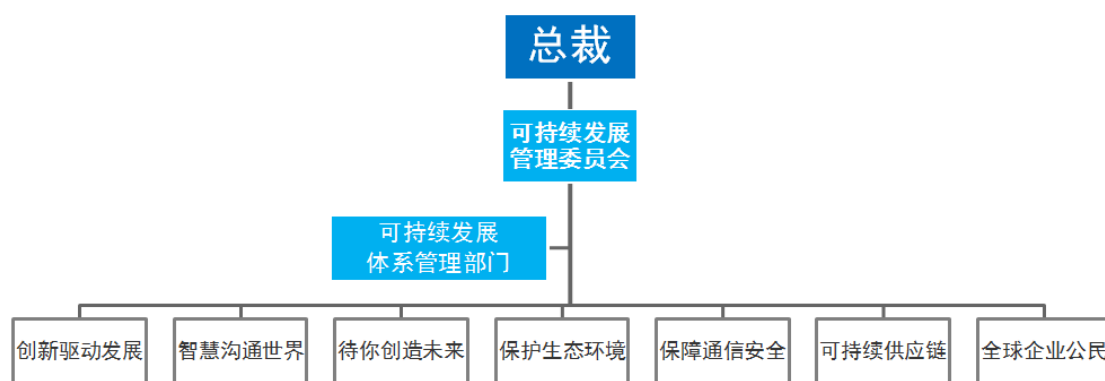 总裁
可持续发展
管理委员会
可持续发展
体系管理部门
创新驱动发展
智慧沟通世界
待你创造未来
保护生态环境
保障通信安全
可持续供应链
全球企业公民